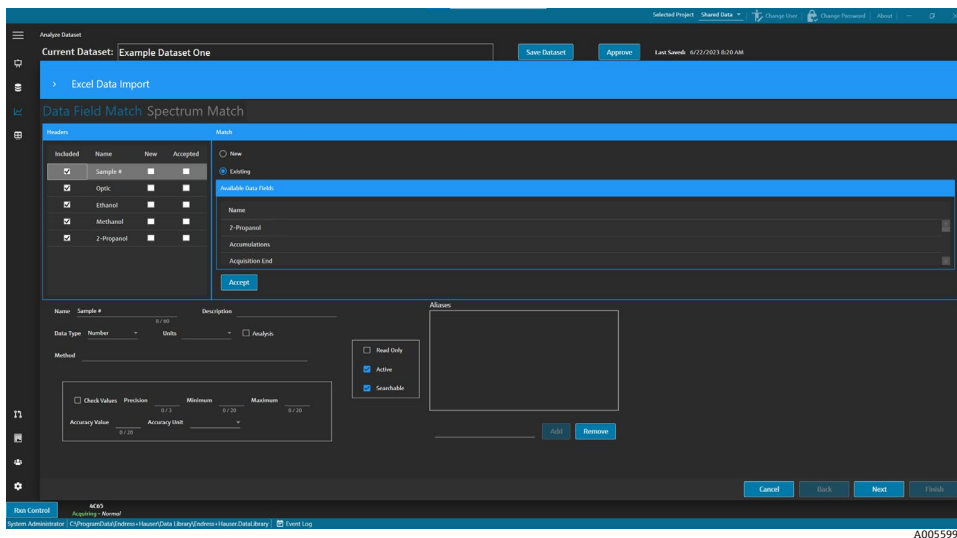 Selected Project Shared Data Change User Change Password About
Analyze Dataset
Current Dataset: Example Dataset One Save Dataset Approve Last Saved: 6/22/2023 8:20 AM
> Excel Data Import
Data Field Match Spectrum Match
Headers Match
Included Name New Accepted
New
Sample #
Existing
Optic
Available Data Fields
Ethanol
Name
Methanol
2-Propanol
2-Propanol
Accumulations
Acquisition End
Accept
Name Sample # Description
8 / 60
Aliases
Data Type Number Units Analysis
Method
Read Only
Active
Searchable
Check Values Precision Minimum Maximum
0 / 3 0 / 20 0 / 20
Accuracy Value Accuracy Unit
0 / 20
Add Remove
Cancel Back Next Finish
Rxn Control AC65
Acquiring - Normal
System Administrator C:\ProgramData\Endress+Hauser\Data Library\Endress+Hauser.DataLibrary Event Log
A005599